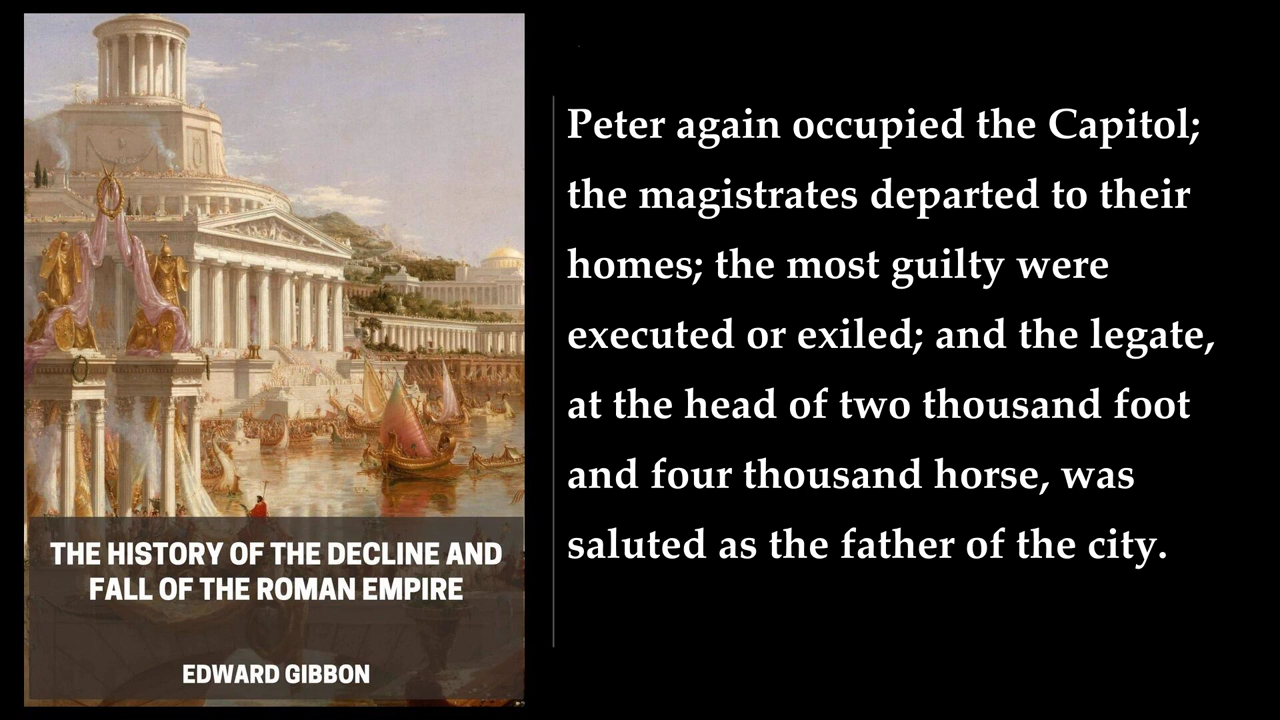 THE HISTORY OF THE DECLINE AND
FALL OF THE ROMAN EMPIRE
EDWARD GIBBON
Peter again occupied the Capitol;
the magistrates departed to their
homes; the most guilty were
executed or exiled; and the legate,
at the head of two thousand foot
and four thousand horse, was
saluted as the father of the city.